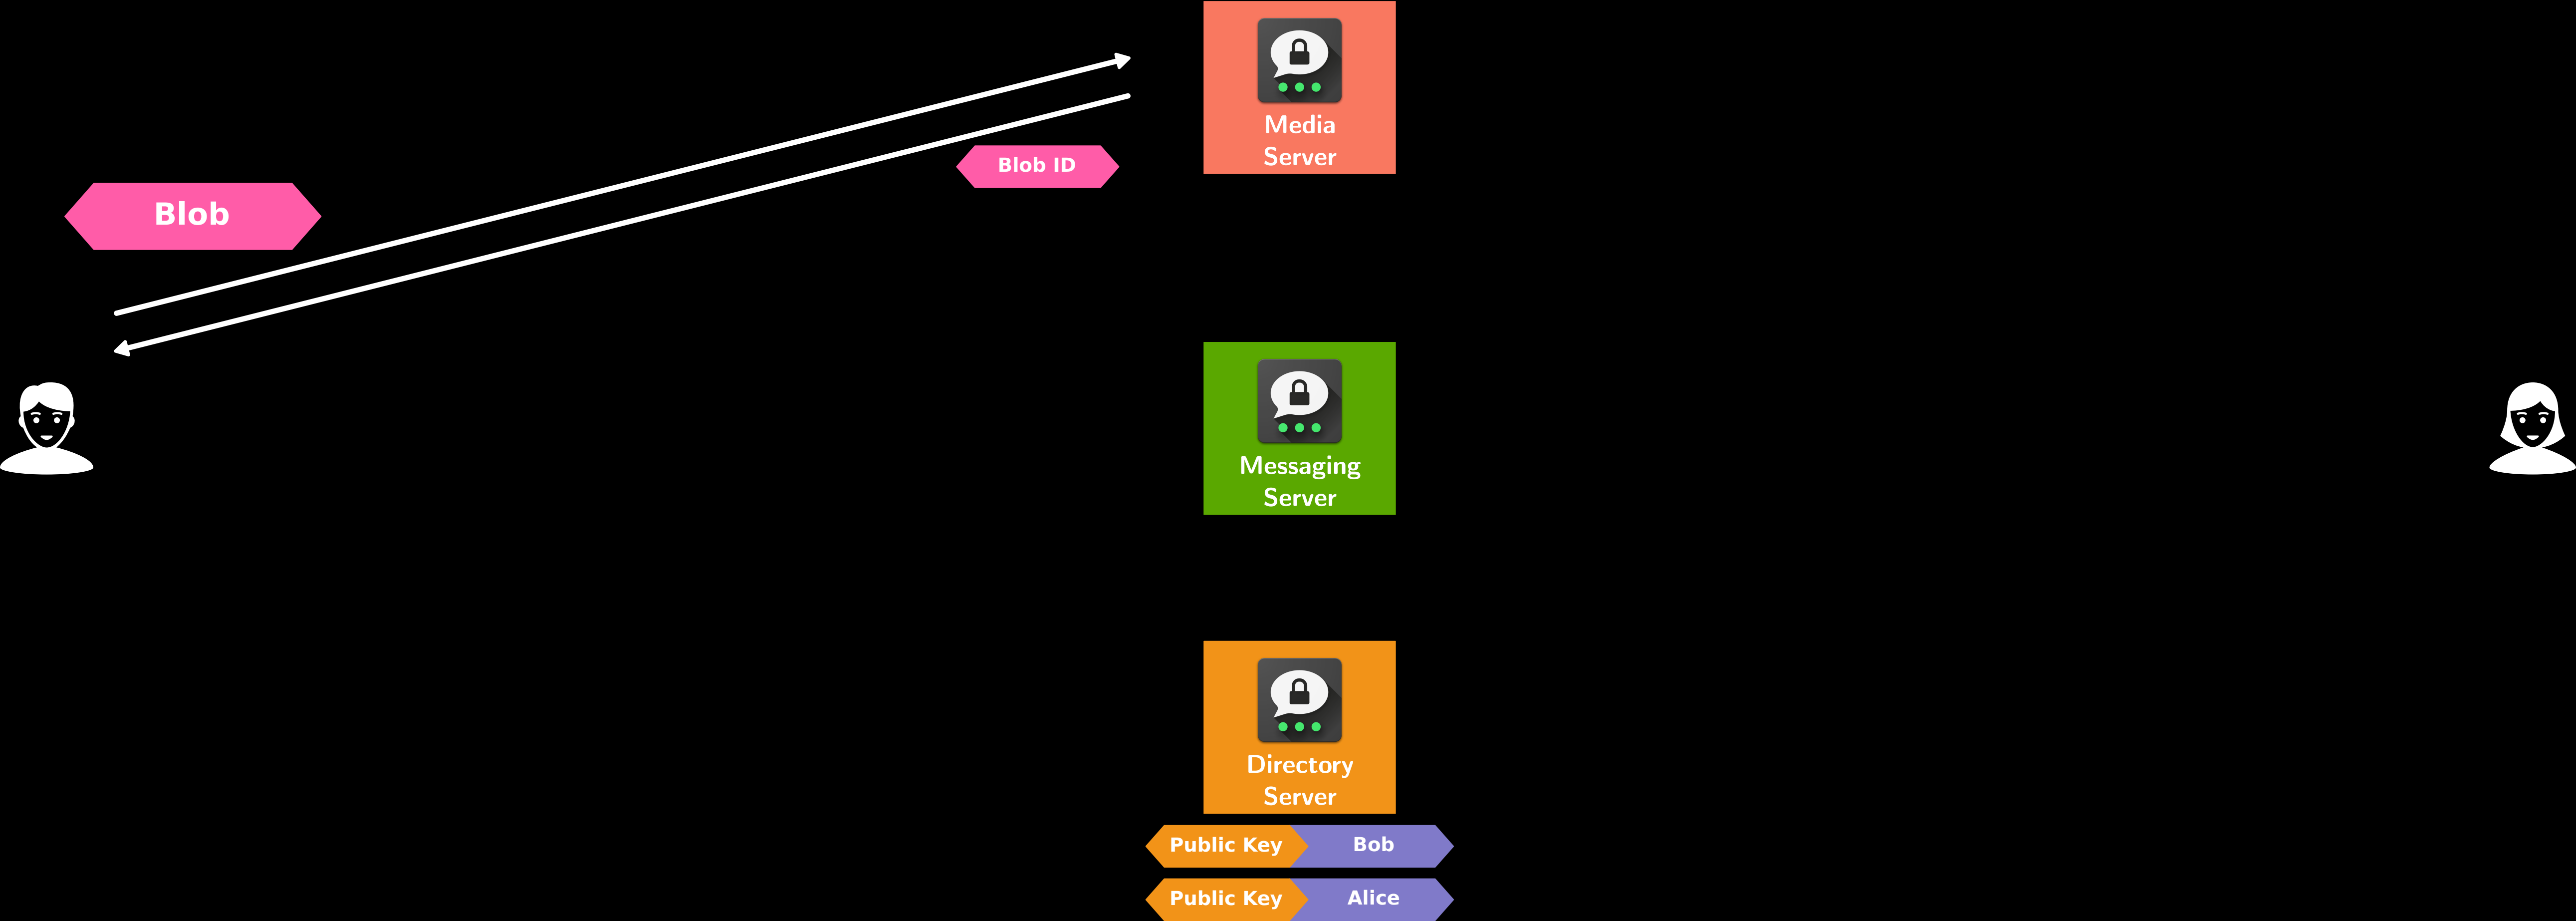 Media
Server
Blob ID
Blob
Messaging
Server
Directory
Server
Public Key Bob
Public Key Alice